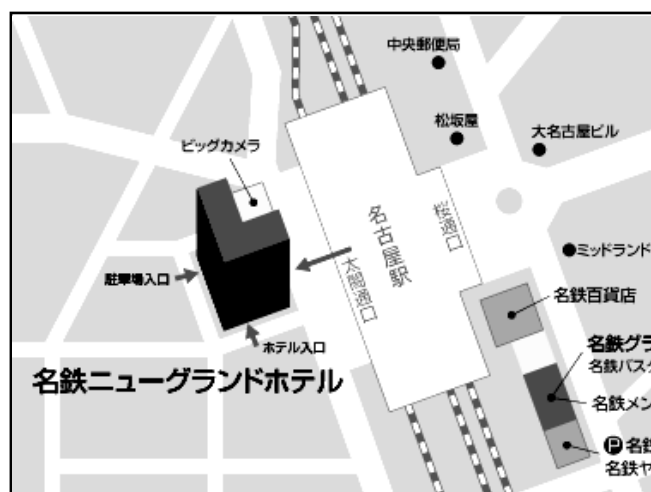 中央郵便局
松坂屋
大名古屋ビル
ビッグカメラ
桜通口
名古屋駅
太閤通口
ミッドランド
駐車場入口
名鉄百貨店
ホテル入口
名鉄グラ
名鉄バスタ
名鉄ニューグランドホテル
名鉄メン
P 名鉄
名鉄ヤ